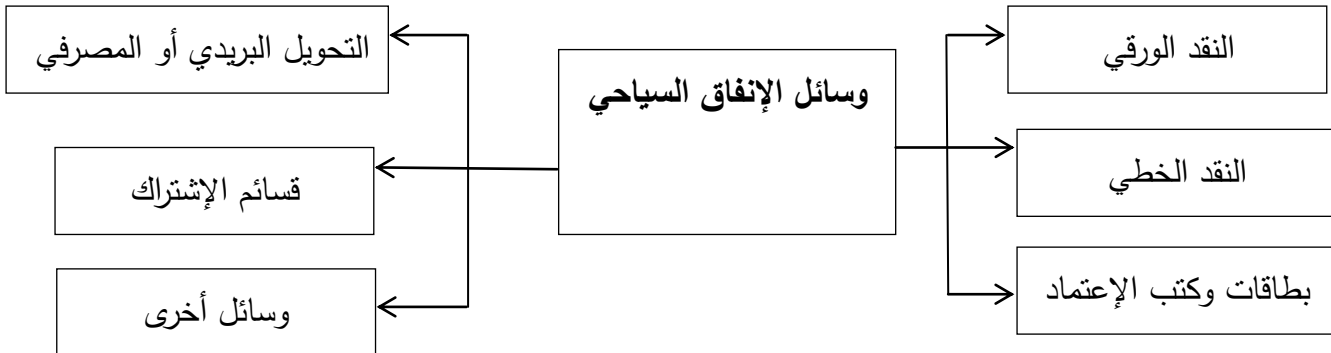 وسائل الإنفاق السياحي
النقد الورقي
النقد الخطي
بطاقات وكتب الإعتماد
التحويل البريدي أو المصرفي
قسائم الإشتراك
وسائل أخرى